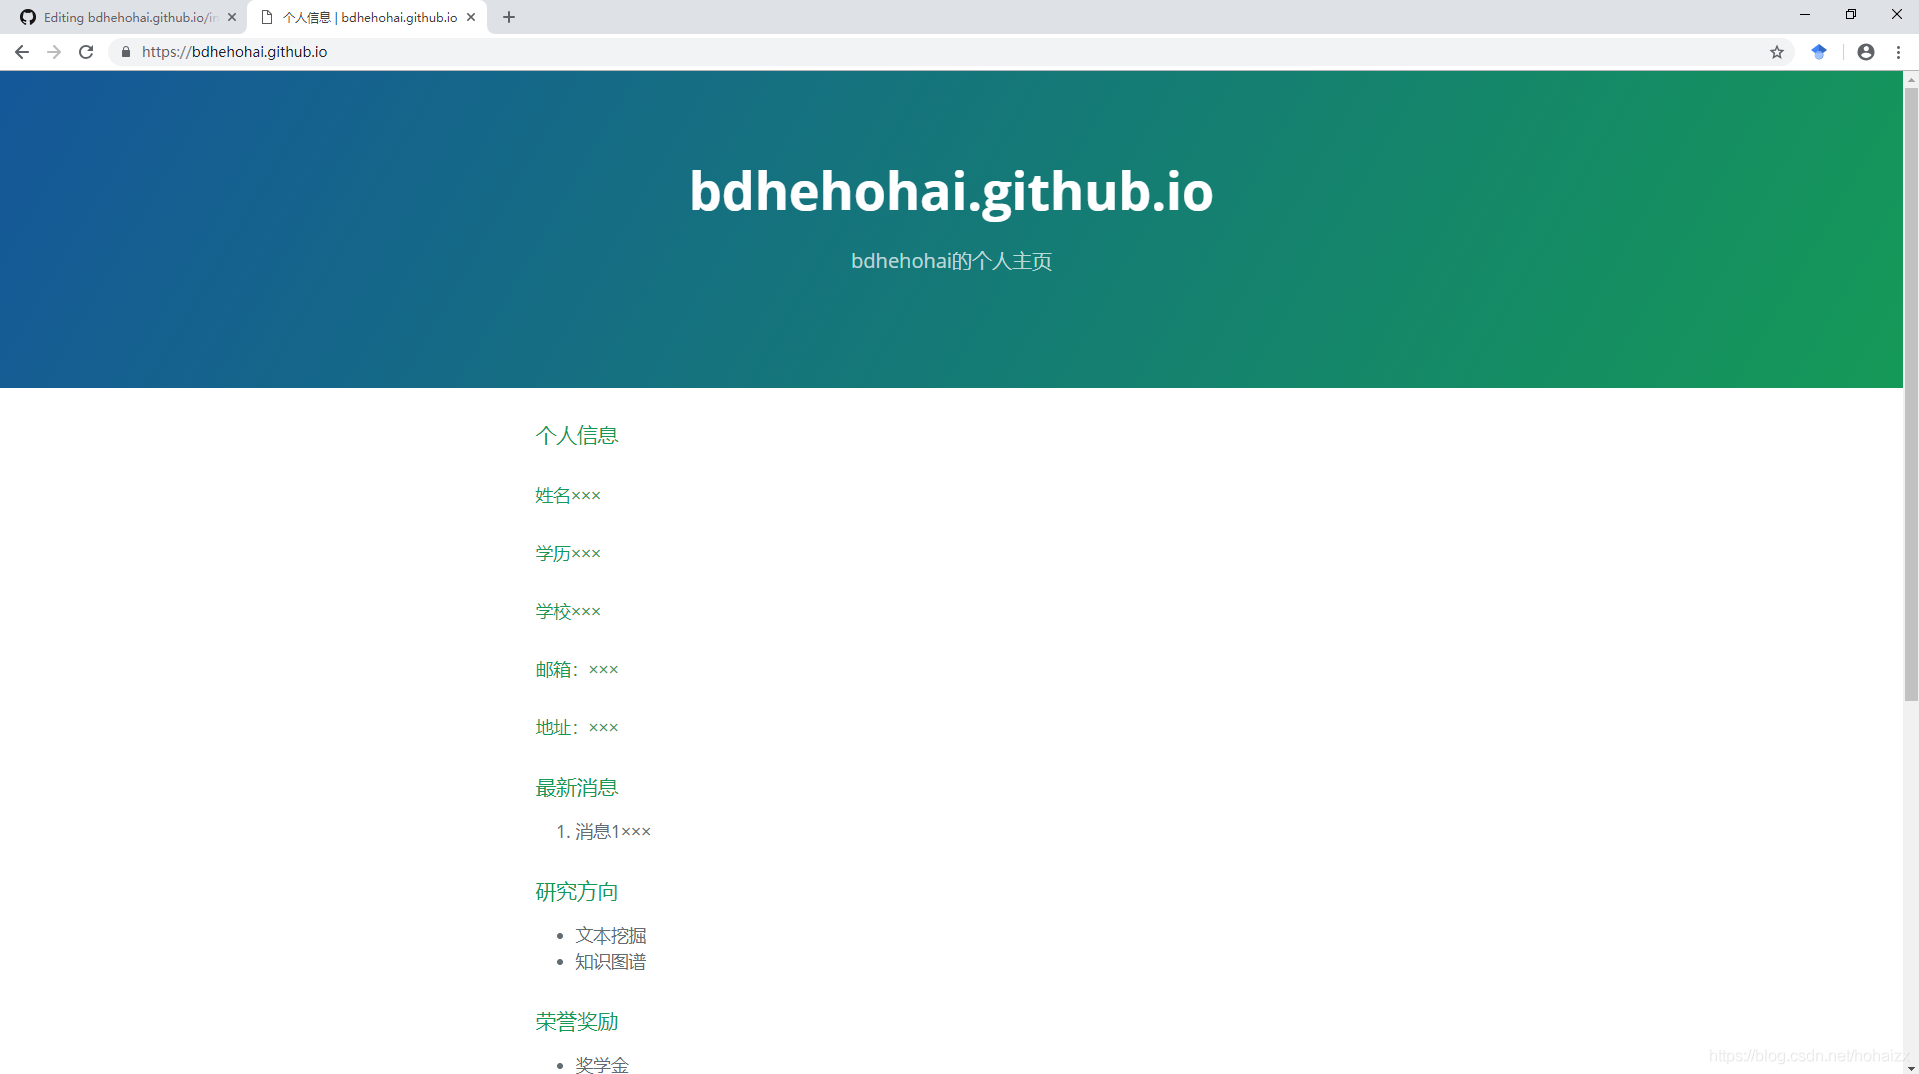 Editing bdhehohai.github.io/in
个人信息 | bdhehohai.github.io
https://bdhehohai.github.io
bdhehohai.github.io
bdhehohai的个人主页
个人信息
姓名×××
学历×××
学校×××
邮箱：×××
地址：×××
最新消息
1. 消息1×××
研究方向
• 文本挖掘
• 知识图谱
荣誉奖励
• 奖学金
https://blog.csdn.net/hohaizx